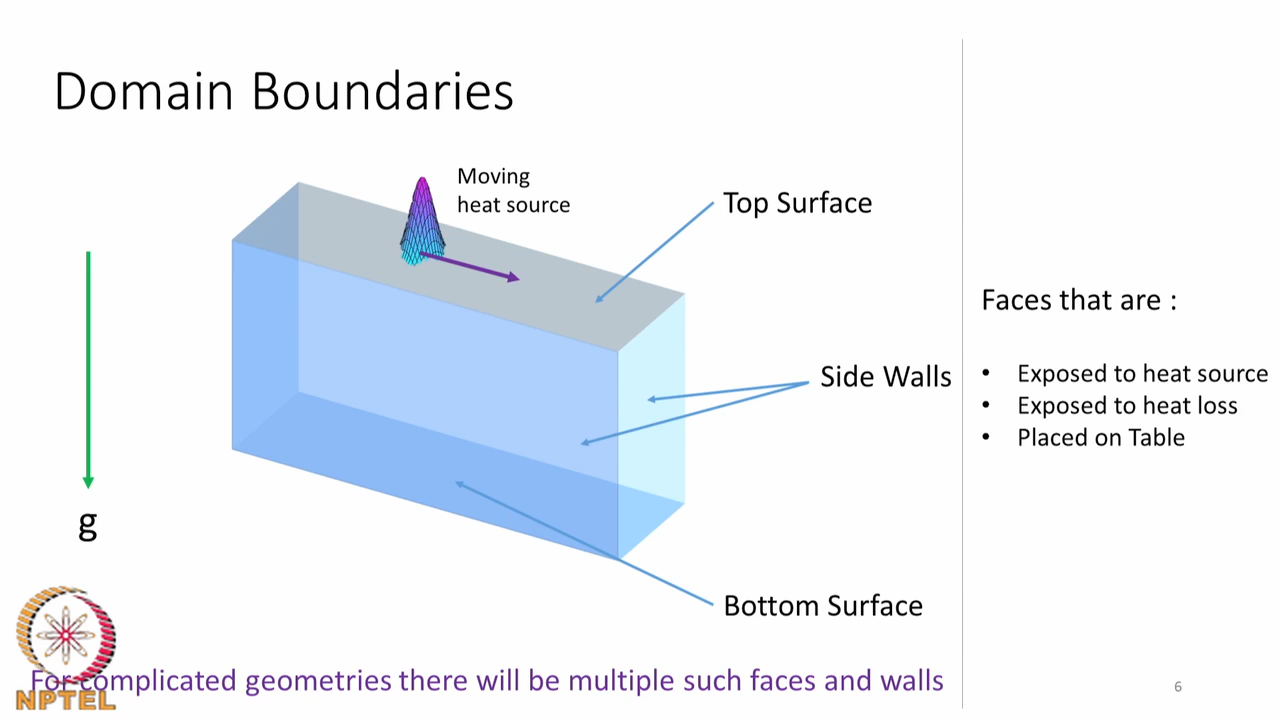 Domain Boundaries
Moving
heat source
Top Surface
Side Walls
Bottom Surface
g
Faces that are :
• Exposed to heat source
• Exposed to heat loss
• Placed on Table
For complicated geometries there will be multiple such faces and walls
NPTEL
6